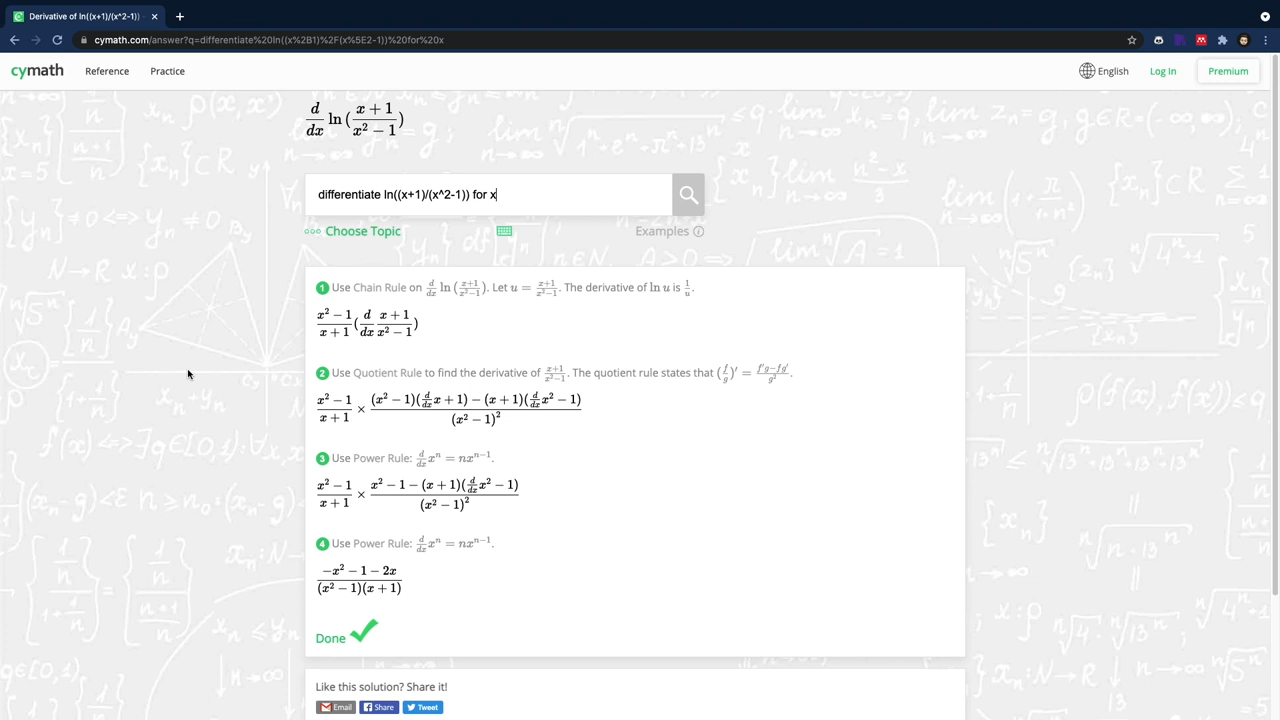 Derivative of ln((x+1)/(x^2-1)) -
cymath.com/answer?q=differentiate%20ln((x%2B1)%2F(x%5E2-1))%20for%20x
cymath
Reference
Practice
English
Log In
Premium
d/dx ln (x + 1 / x² − 1)
differentiate ln((x+1)/(x^2-1)) for x
Choose Topic
Examples
1 Use Chain Rule on d/dx ln (x+1/x²−1). Let u = x+1/x²−1. The derivative of ln u is 1/u.
x² − 1 / x + 1 (d/dx x + 1 / x² − 1)
2 Use Quotient Rule to find the derivative of x+1/x²−1. The quotient rule states that (f/g)′ = f′g−fg′/g².
x² − 1 / x + 1 × (x² − 1)(d/dx x + 1) − (x + 1)(d/dx x² − 1) / (x² − 1)²
3 Use Power Rule: d/dx xⁿ = nxⁿ⁻¹.
x² − 1 / x + 1 × x² − 1 − (x + 1)(d/dx x² − 1) / (x² − 1)²
4 Use Power Rule: d/dx xⁿ = nxⁿ⁻¹.
−x² − 1 − 2x / (x² − 1)(x + 1)
Done
Like this solution? Share it!
Email
Share
Tweet